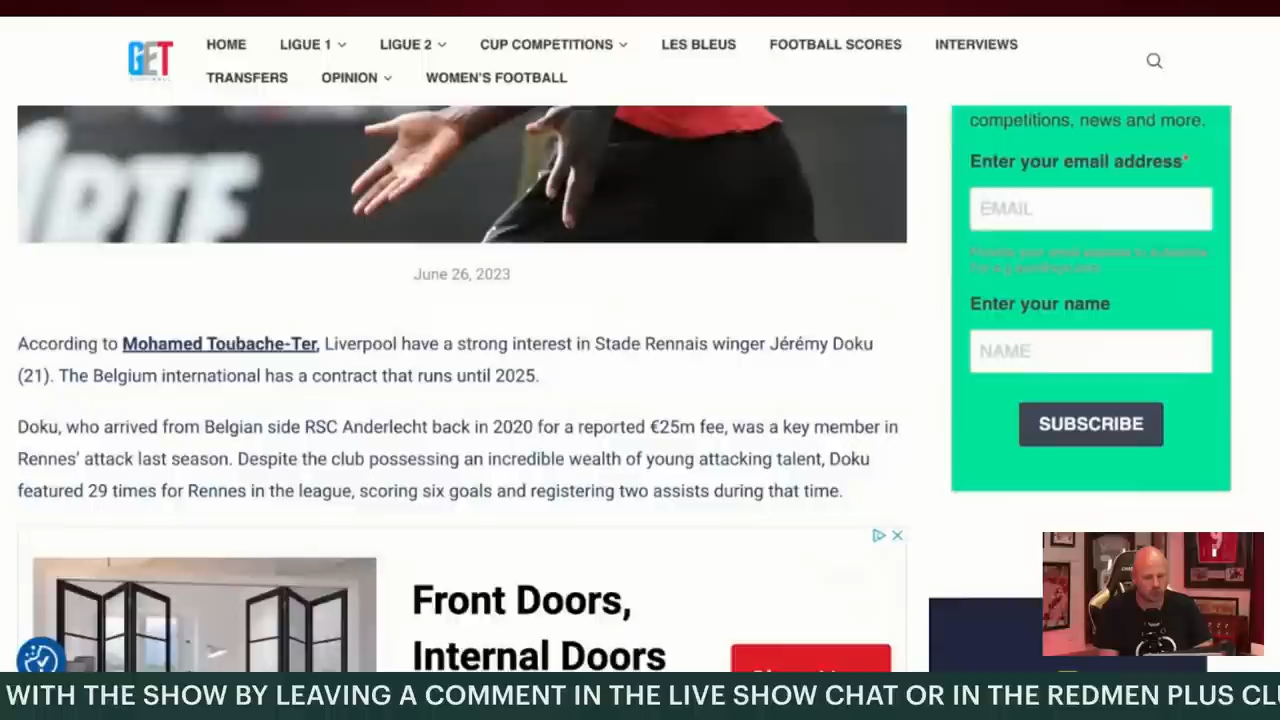 GET
HOME
LIGUE 1
LIGUE 2
CUP COMPETITIONS
LES BLEUS
FOOTBALL SCORES
INTERVIEWS
TRANSFERS
OPINION
WOMEN'S FOOTBALL
competitions, news and more.
Enter your email address*
EMAIL
Enter your name
NAME
SUBSCRIBE
June 26, 2023
According to Mohamed Toubache-Ter, Liverpool have a strong interest in Stade Rennais winger Jérémy Doku
(21). The Belgium international has a contract that runs until 2025.
Doku, who arrived from Belgian side RSC Anderlecht back in 2020 for a reported €25m fee, was a key member in
Rennes' attack last season. Despite the club possessing an incredible wealth of young attacking talent, Doku
featured 29 times for Rennes in the league, scoring six goals and registering two assists during that time.
Front Doors,
Internal Doors
9
WITH THE SHOW BY LEAVING A COMMENT IN THE LIVE SHOW CHAT OR IN THE REDMEN PLUS CL